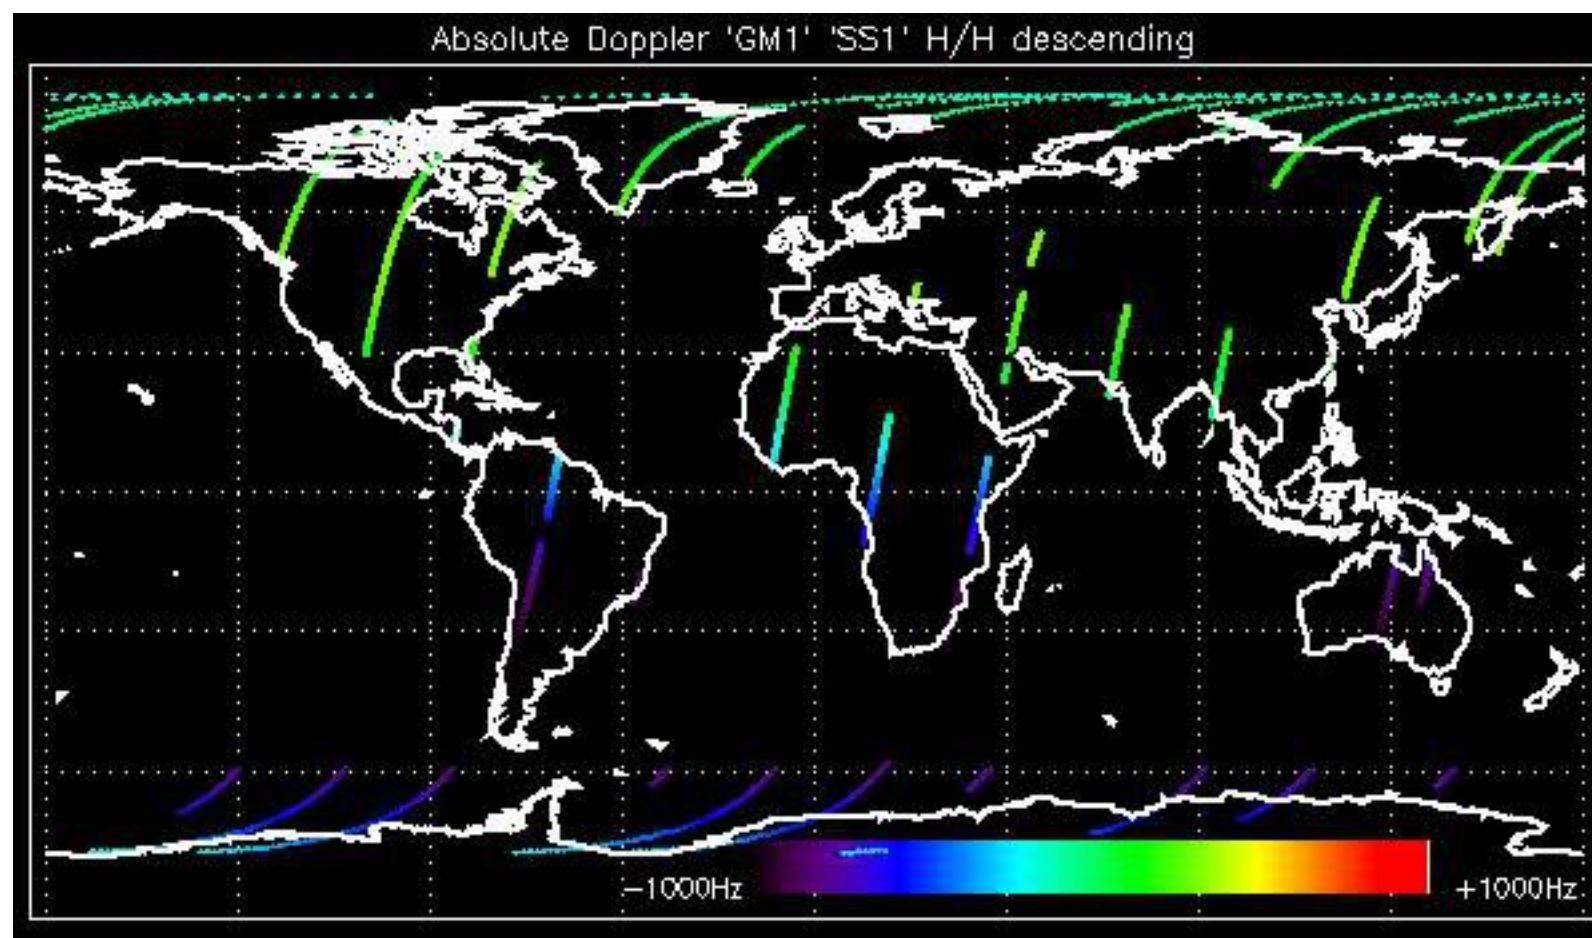 Absolute Doppler 'GM1' 'SS1' H/H descending
-1000Hz
+1000Hz